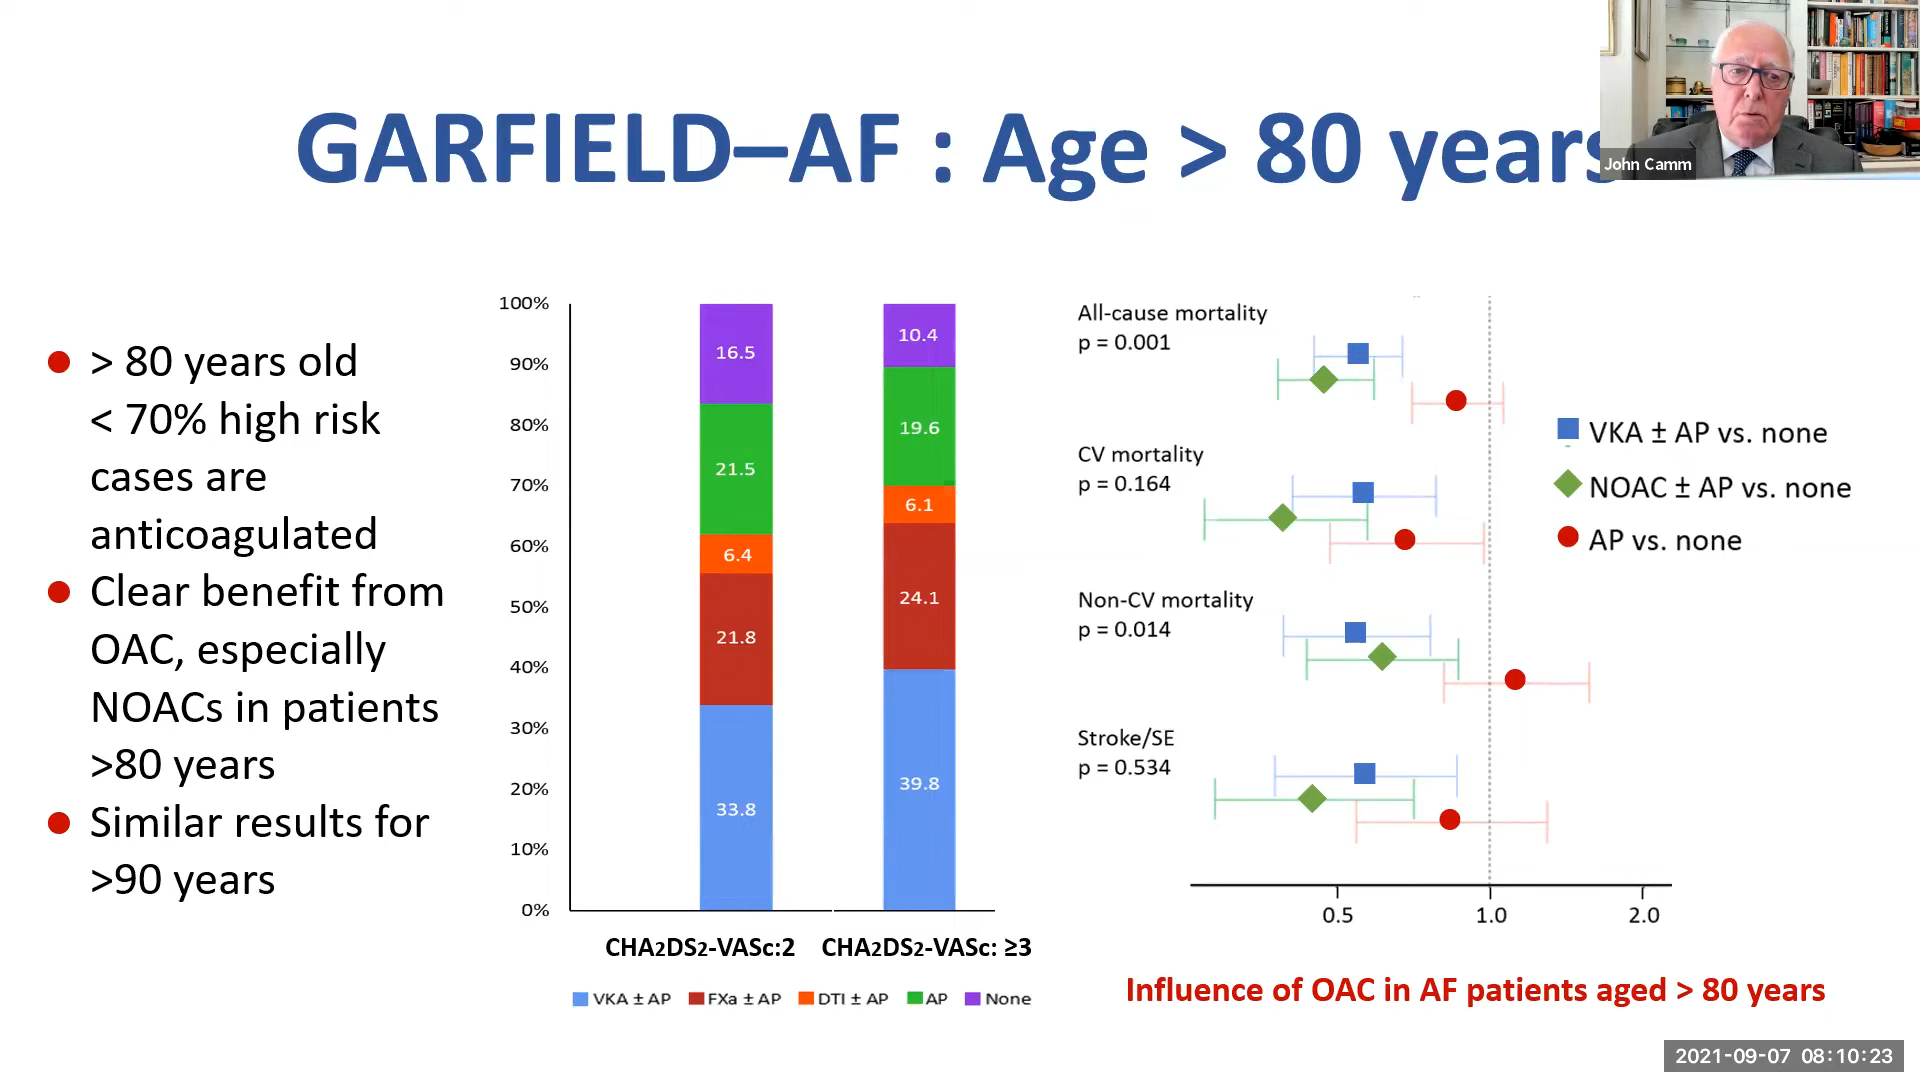 GARFIELD–AF : Age > 80 years
John Camm
> 80 years old
< 70% high risk
cases are
anticoagulated
Clear benefit from
OAC, especially
NOACs in patients
>80 years
Similar results for
>90 years
100%
90%
80%
70%
60%
50%
40%
30%
20%
10%
0%
16.5
21.5
6.4
21.8
33.8
10.4
19.6
6.1
24.1
39.8
CHA2DS2-VASc:2
CHA2DS2-VASc: ≥3
VKA ± AP
FXa ± AP
DTI ± AP
AP
None
All-cause mortality
p = 0.001
CV mortality
p = 0.164
Non-CV mortality
p = 0.014
Stroke/SE
p = 0.534
VKA ± AP vs. none
NOAC ± AP vs. none
AP vs. none
0.5
1.0
2.0
Influence of OAC in AF patients aged > 80 years
2021-09-07 08:10:23